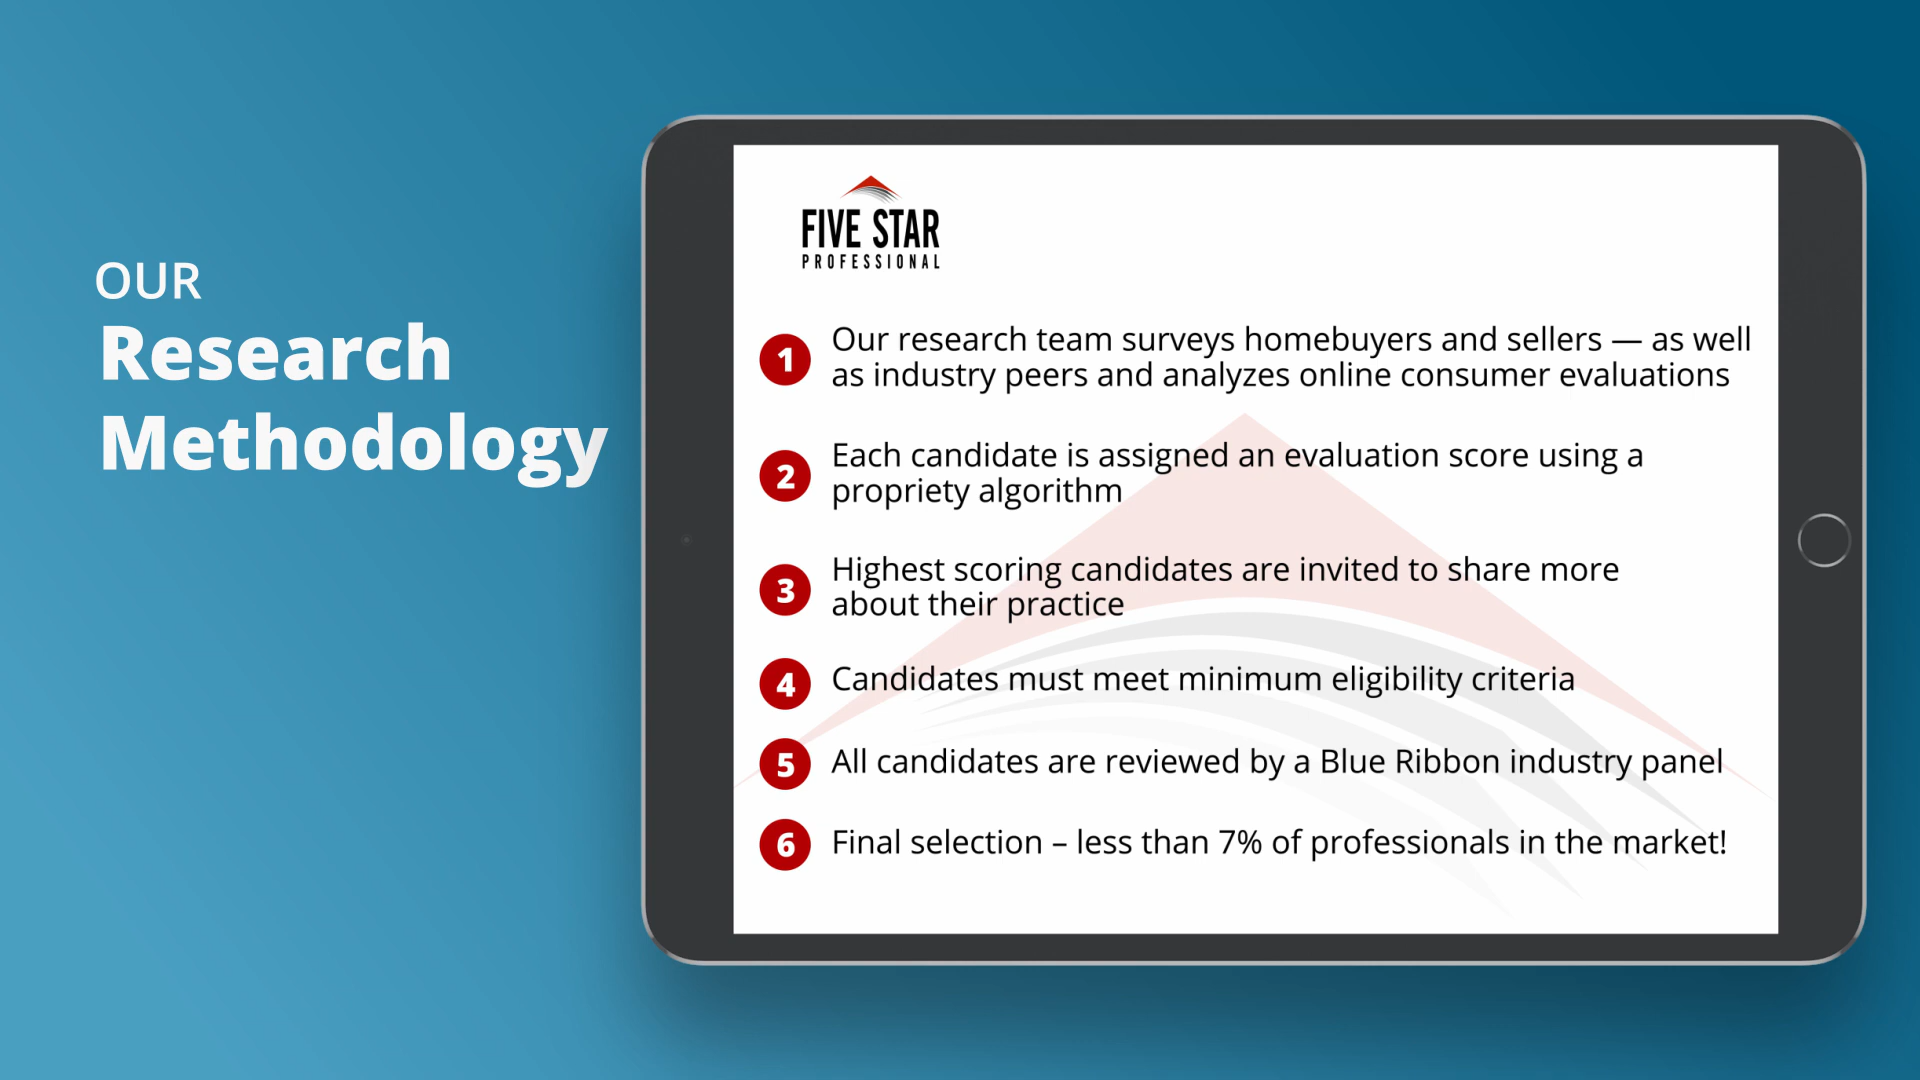 OUR
Research
Methodology
FIVE STAR
PROFESSIONAL
1 Our research team surveys homebuyers and sellers — as well
as industry peers and analyzes online consumer evaluations
2 Each candidate is assigned an evaluation score using a
propriety algorithm
3 Highest scoring candidates are invited to share more
about their practice
4 Candidates must meet minimum eligibility criteria
5 All candidates are reviewed by a Blue Ribbon industry panel
6 Final selection – less than 7% of professionals in the market!